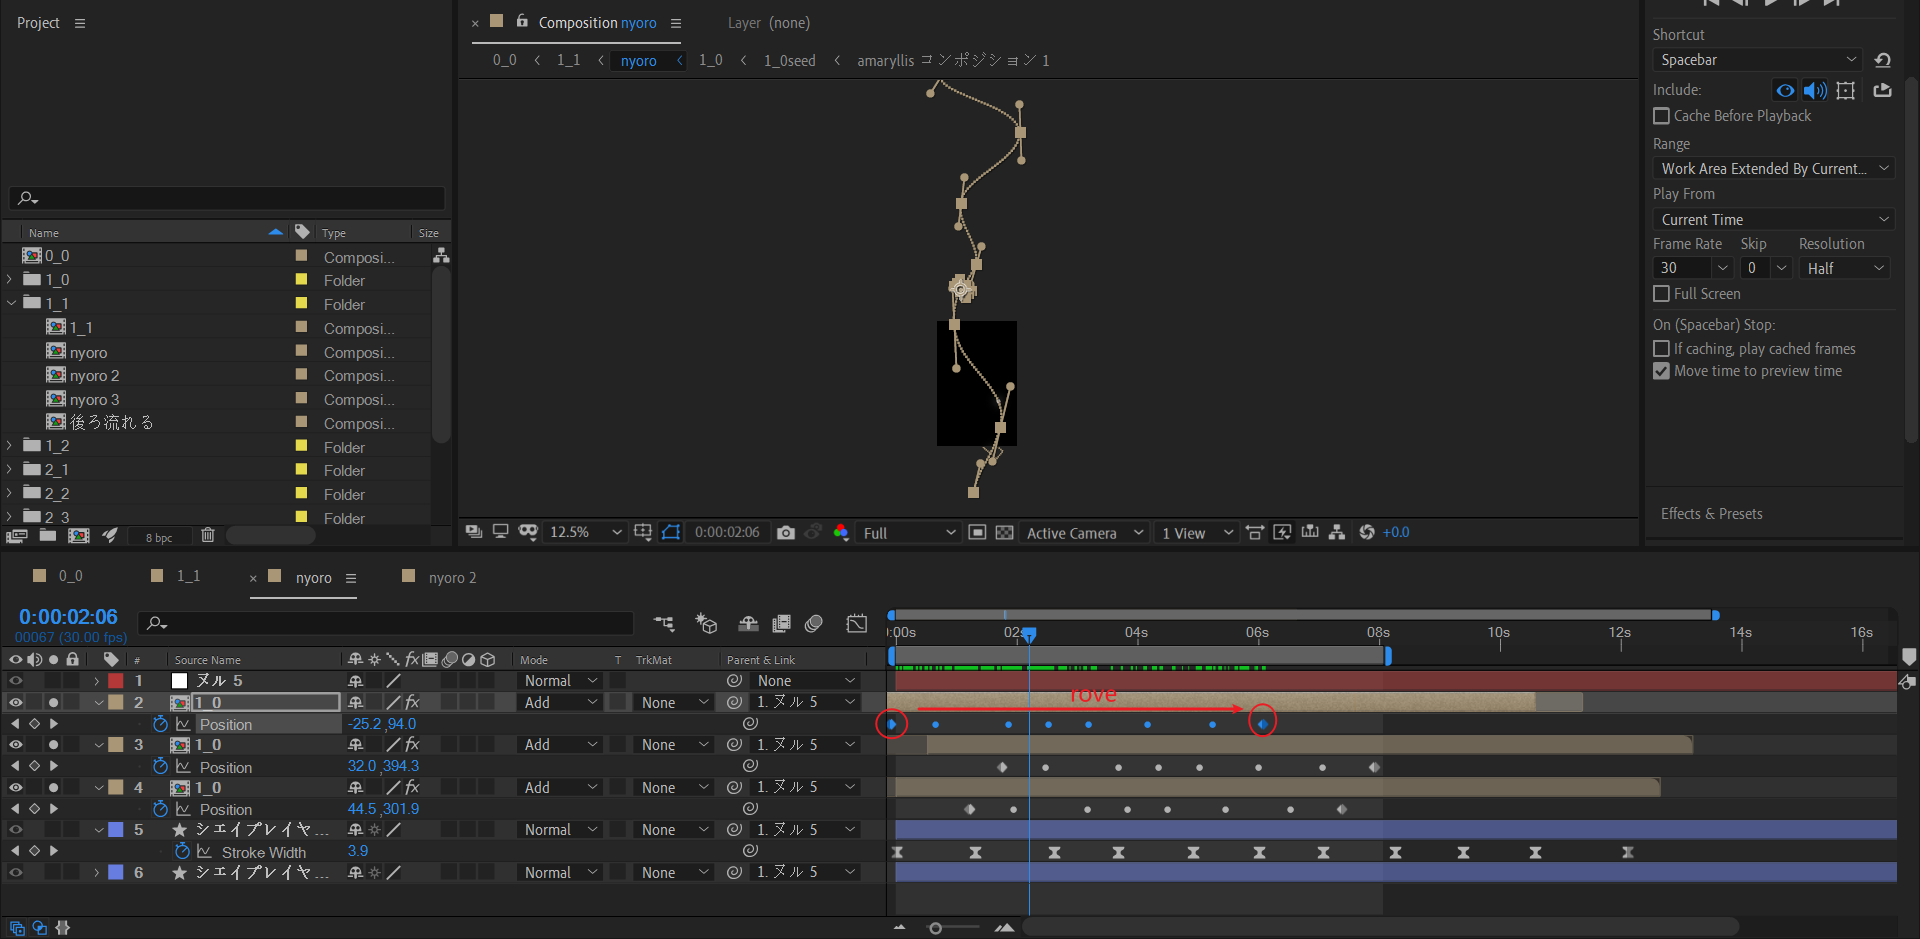 Project
Composition nyoro
Layer (none)
0_0 ‹ 1_1 ‹ nyoro ‹ 1_0 ‹ 1_0seed ‹ amaryllis コンポジション 1
Name Type Size
0_0 Composi...
1_0 Folder
1_1 Folder
1_1 Composi...
nyoro Composi...
nyoro 2 Composi...
nyoro 3 Composi...
後ろ流れる Composi...
1_2 Folder
2_1 Folder
2_2 Folder
2_3 Folder
8 bpc
12.5%
0:00:02:06
Full
Active Camera
1 View
+0.0
Shortcut
Spacebar
Include:
Cache Before Playback
Range
Work Area Extended By Current...
Play From
Current Time
Frame Rate Skip Resolution
30 0 Half
Full Screen
On (Spacebar) Stop:
If caching, play cached frames
Move time to preview time
Effects & Presets
0_0 1_1 × nyoro nyoro 2
0:00:02:06
00067 (30.00 fps)
:00s 02s 04s 06s 08s 10s 12s 14s 16s
# Source Name fx Mode T TrkMat Parent & Link
1 ヌル 5 Normal None
2 1_0 fx Add None 1. ヌル 5
rove
Position -25.2,94.0
3 1_0 fx Add None 1. ヌル 5
Position 32.0,394.3
4 1_0 fx Add None 1. ヌル 5
Position 44.5,301.9
5 シェイプレイヤ... Normal None 1. ヌル 5
Stroke Width 3.9
6 シェイプレイヤ... Normal None 1. ヌル 5